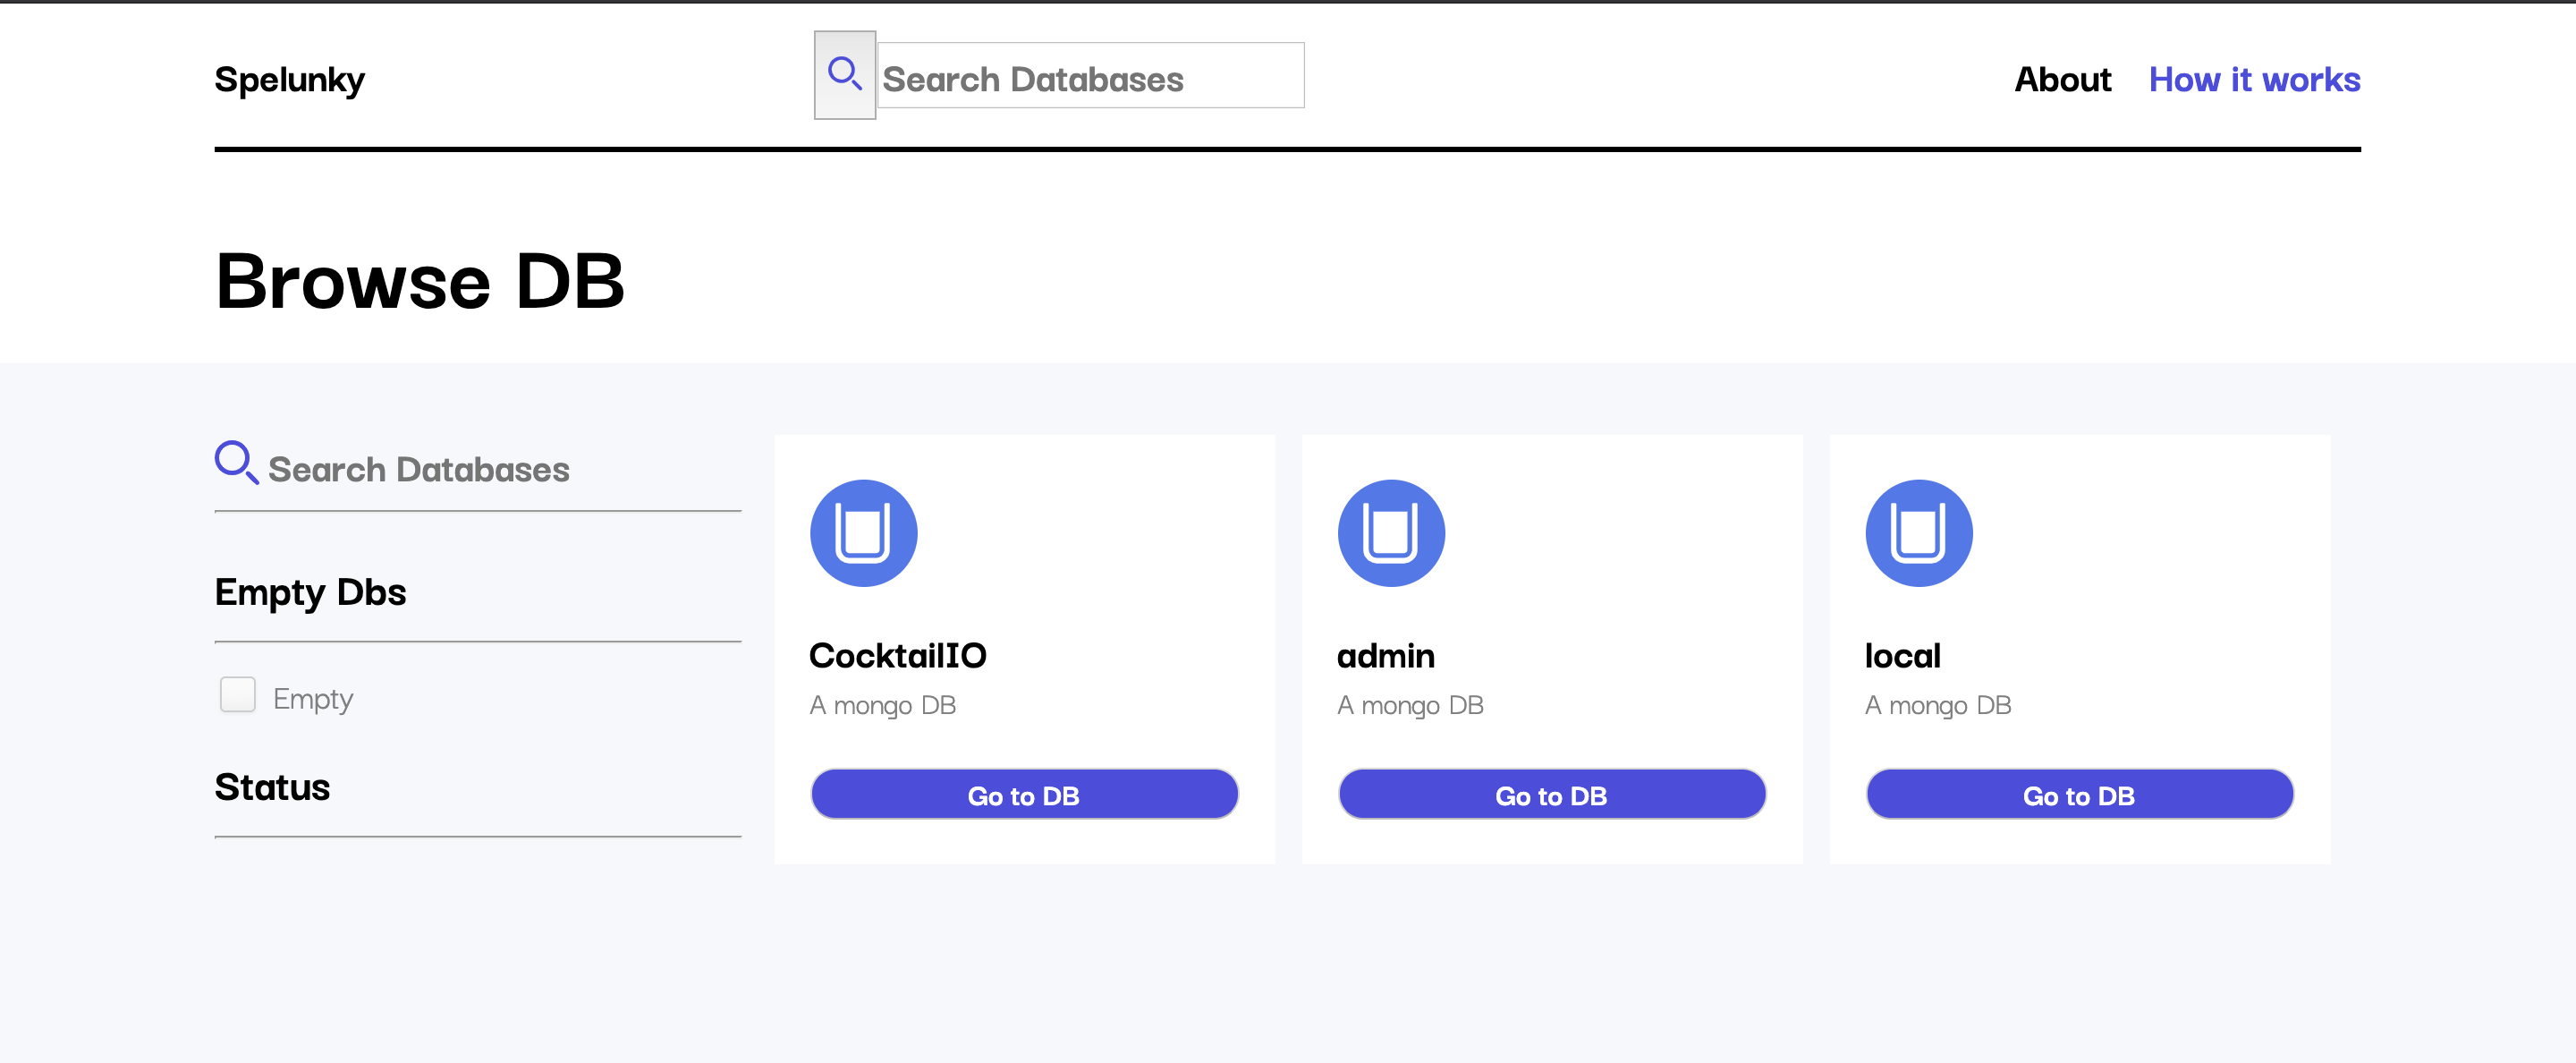 Spelunky
Search Databases
About
How it works
Browse DB
Search Databases
Empty Dbs
Empty
Status
CocktailIO
A mongo DB
Go to DB
admin
A mongo DB
Go to DB
local
A mongo DB
Go to DB